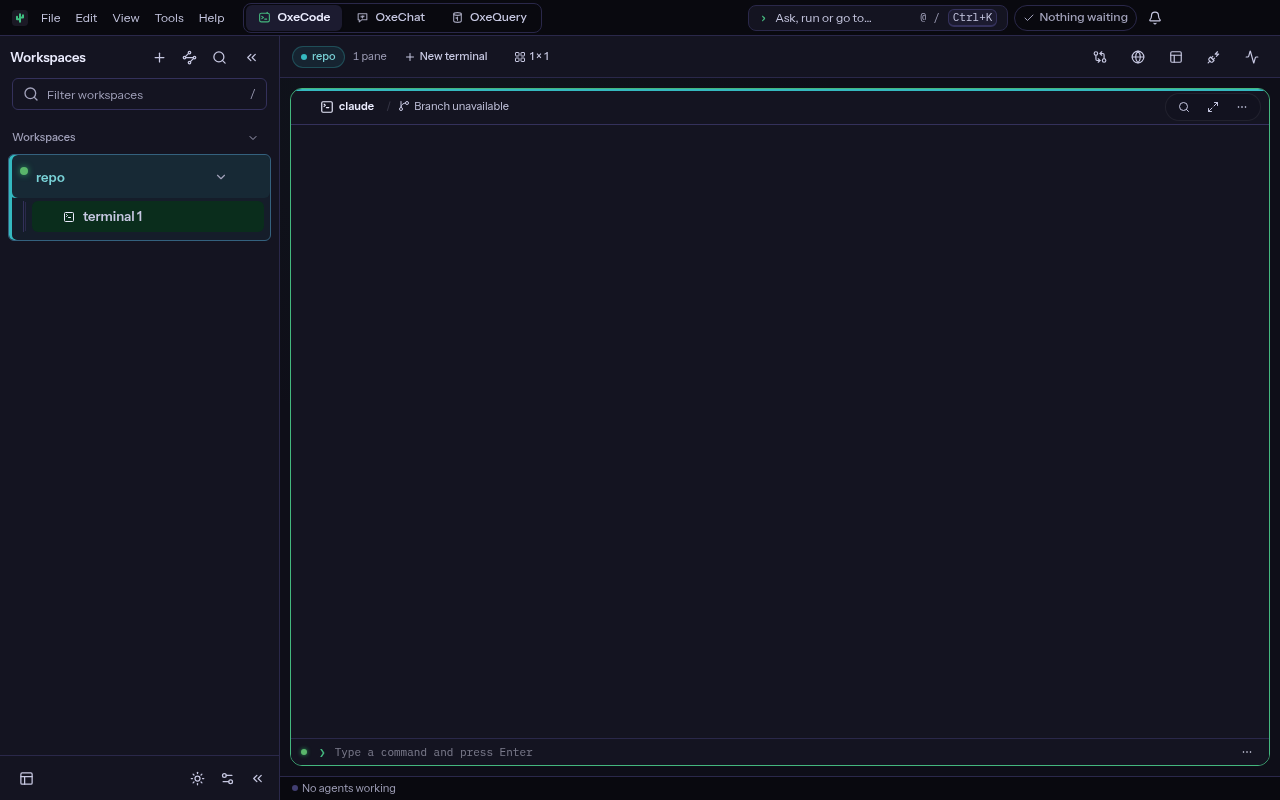 File Edit View Tools Help OxeCode OxeChat OxeQuery Ask, run or go to... @ / Ctrl+K Nothing waiting
Workspaces
repo 1 pane New terminal 1×1
Filter workspaces /
claude / Branch unavailable
Workspaces
repo
terminal 1
❯ Type a command and press Enter
No agents working